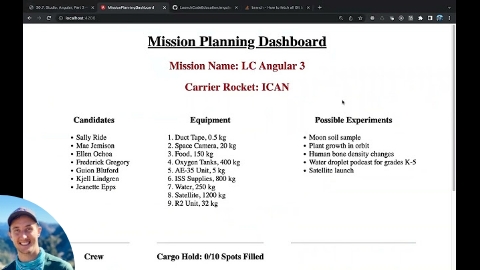 MissionPlanningDashboard
localhost:4200
Mission Planning Dashboard
Mission Name: LC Angular 3
Carrier Rocket: ICAN
Candidates
• Sally Ride
• Mae Jemison
• Ellen Ochoa
• Frederick Gregory
• Guion Bluford
• Kjell Lindgren
• Jeanette Epps
Equipment
1. Duct Tape, 0.5 kg
2. Space Camera, 20 kg
3. Food, 150 kg
4. Oxygen Tanks, 400 kg
5. AE-35 Unit, 5 kg
6. ISS Supplies, 800 kg
7. Water, 250 kg
8. Satellite, 1200 kg
9. R2 Unit, 32 kg
Possible Experiments
• Moon soil sample
• Plant growth in orbit
• Human bone density changes
• Water droplet podcast for grades K-5
• Satellite launch
Crew
Cargo Hold: 0/10 Spots Filled